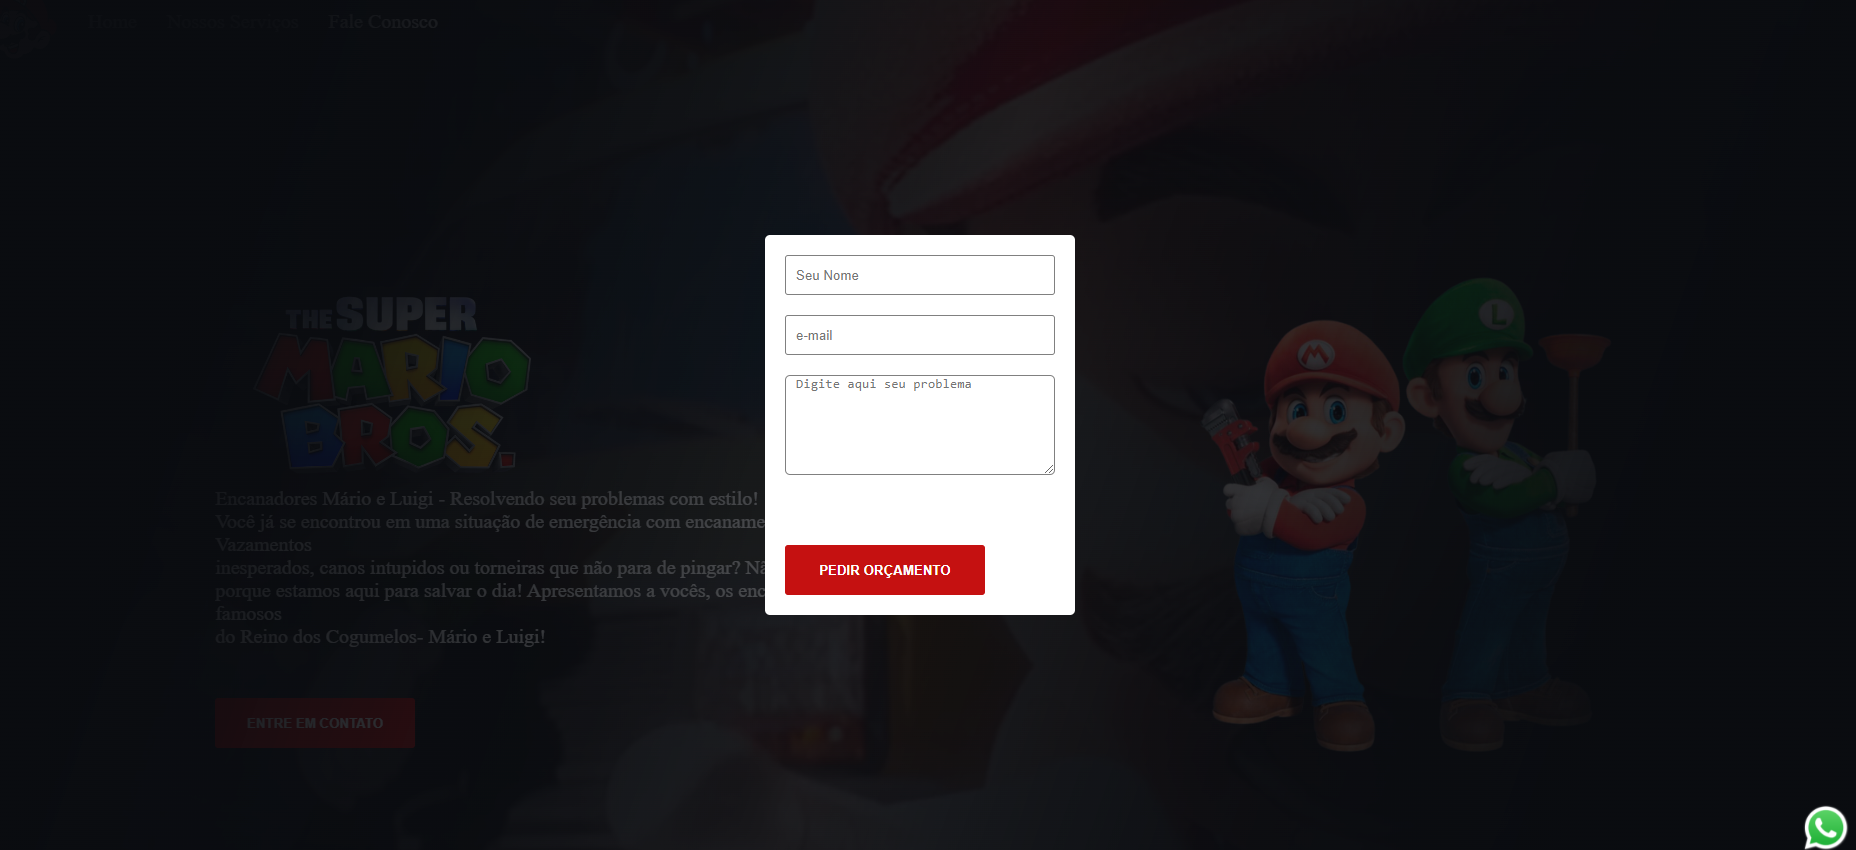 Home Nossos Serviços Fale Conosco
THE SUPER
MARIO
BROS.
Encanadores Mário e Luigi - Resolvendo seu problemas com estilo!
Você já se encontrou em uma situação de emergência com encaname
Vazamentos
inesperados, canos intupidos ou torneiras que não para de pingar? Nã
porque estamos aqui para salvar o dia! Apresentamos a vocês, os enc
famosos
do Reino dos Cogumelos- Mário e Luigi!
ENTRE EM CONTATO
Seu Nome
e-mail
Digite aqui seu problema
PEDIR ORÇAMENTO
M
L